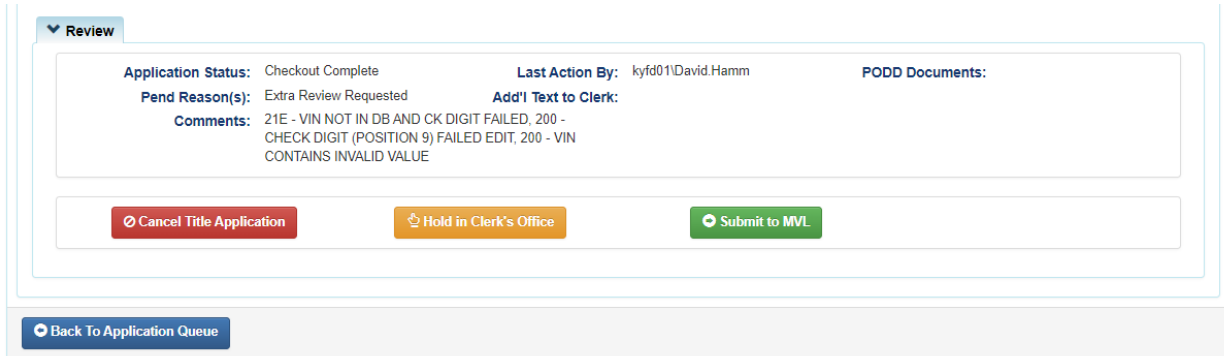 Review
Application Status: Checkout Complete Last Action By: kyfd01\David.Hamm PODD Documents:
Pend Reason(s): Extra Review Requested Add'l Text to Clerk:
Comments: 21E - VIN NOT IN DB AND CK DIGIT FAILED, 200 -
CHECK DIGIT (POSITION 9) FAILED EDIT, 200 - VIN
CONTAINS INVALID VALUE
Cancel Title Application Hold in Clerk's Office Submit to MVL
Back To Application Queue